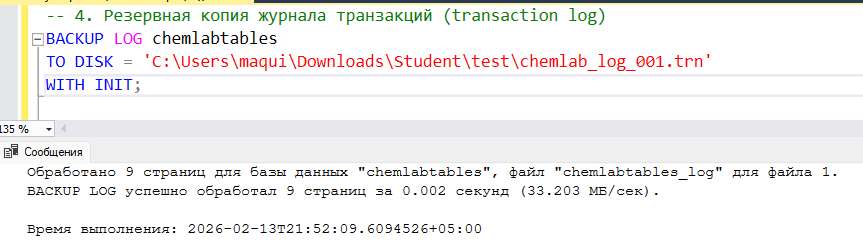 -- 4. Резервная копия журнала транзакций (transaction log)
BACKUP LOG chemlabtables
TO DISK = 'C:\Users\maqui\Downloads\Student\test\chemlab_log_001.trn'
WITH INIT;
135 %
Сообщения
Обработано 9 страниц для базы данных "chemlabtables", файл "chemlabtables_log" для файла 1.
BACKUP LOG успешно обработал 9 страниц за 0.002 секунд (33.203 МБ/сек).
Время выполнения: 2026-02-13T21:52:09.6094526+05:00